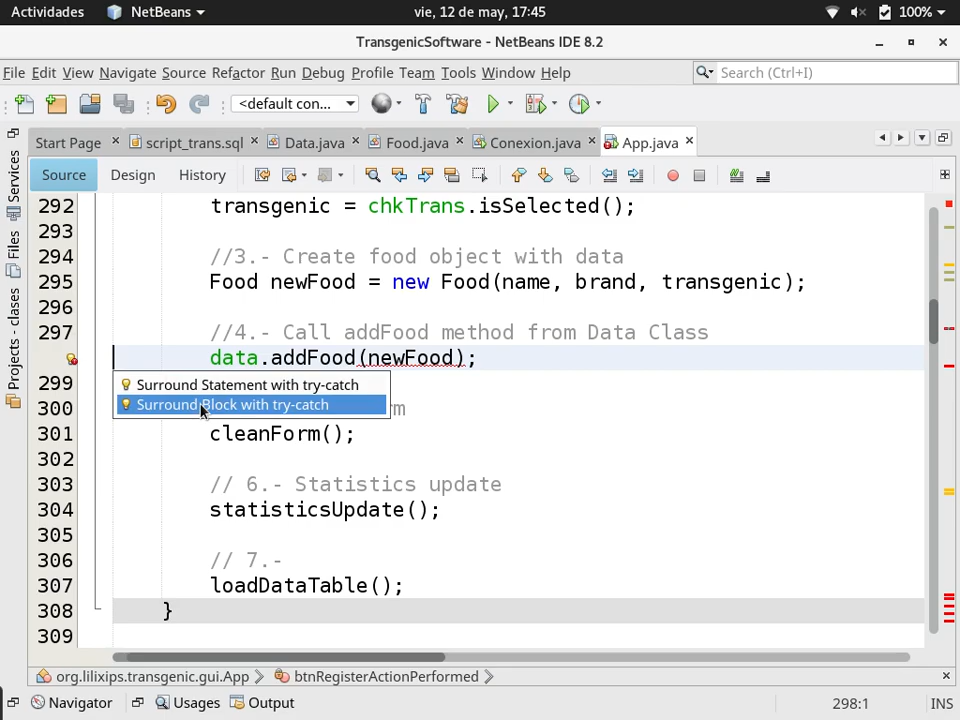 Actividades NetBeans vie, 12 de may, 17:45 100%
TransgenicSoftware - NetBeans IDE 8.2
File Edit View Navigate Source Refactor Run Debug Profile Team Tools Window Help Search (Ctrl+I)
<default con...
Start Page script_trans.sql Data.java Food.java Conexion.java App.java
Source Design History
Services
Files
Projects - clases
292 transgenic = chkTrans.isSelected();
293
294 //3.- Create food object with data
295 Food newFood = new Food(name, brand, transgenic);
296
297 //4.- Call addFood method from Data Class
data.addFood(newFood);
299 Surround Statement with try-catch
300 Surround Block with try-catch
301 cleanForm();
302
303 // 6.- Statistics update
304 statisticsUpdate();
305
306 // 7.-
307 loadDataTable();
308 }
309
org.lilixips.transgenic.gui.App btnRegisterActionPerformed
Navigator Usages Output 298:1 INS